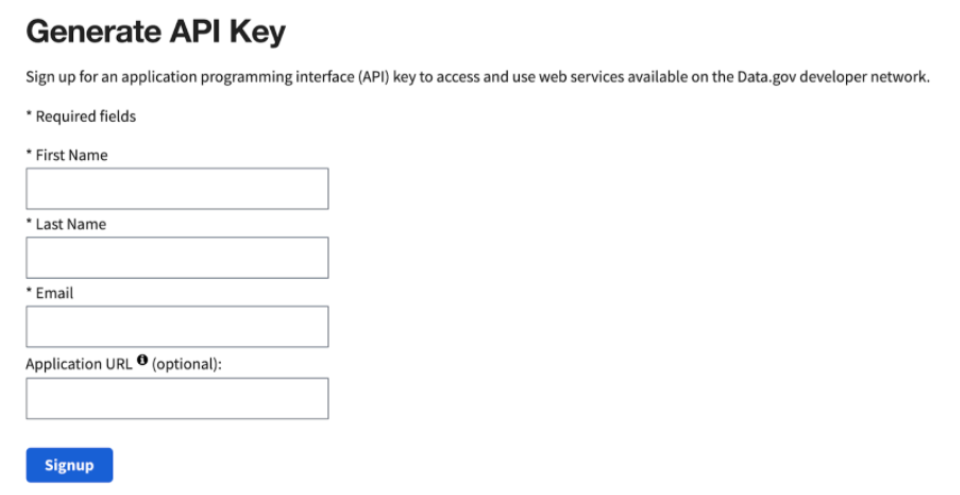 Generate API Key
Sign up for an application programming interface (API) key to access and use web services available on the Data.gov developer network.
* Required fields
* First Name
* Last Name
* Email
Application URL (optional):
Signup